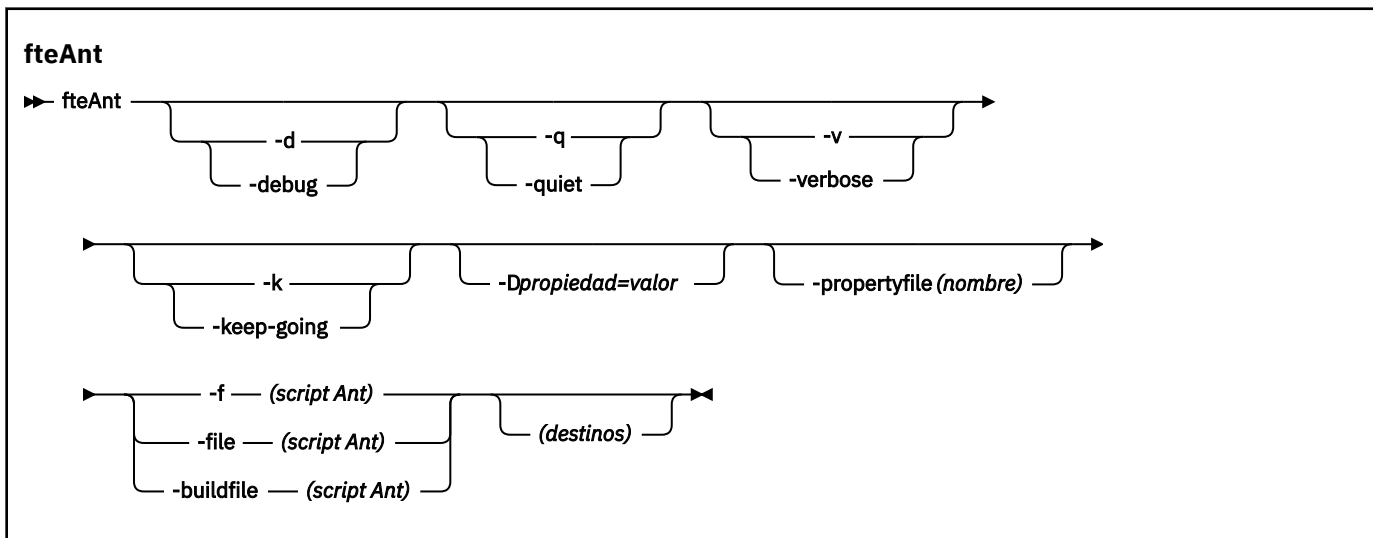 fteAnt
fteAnt
-d
-debug
-q
-quiet
-v
-verbose
-k
-keep-going
-Dpropiedad=valor
-propertyfile (nombre)
-f (script Ant)
-file (script Ant)
-buildfile (script Ant)
(destinos)